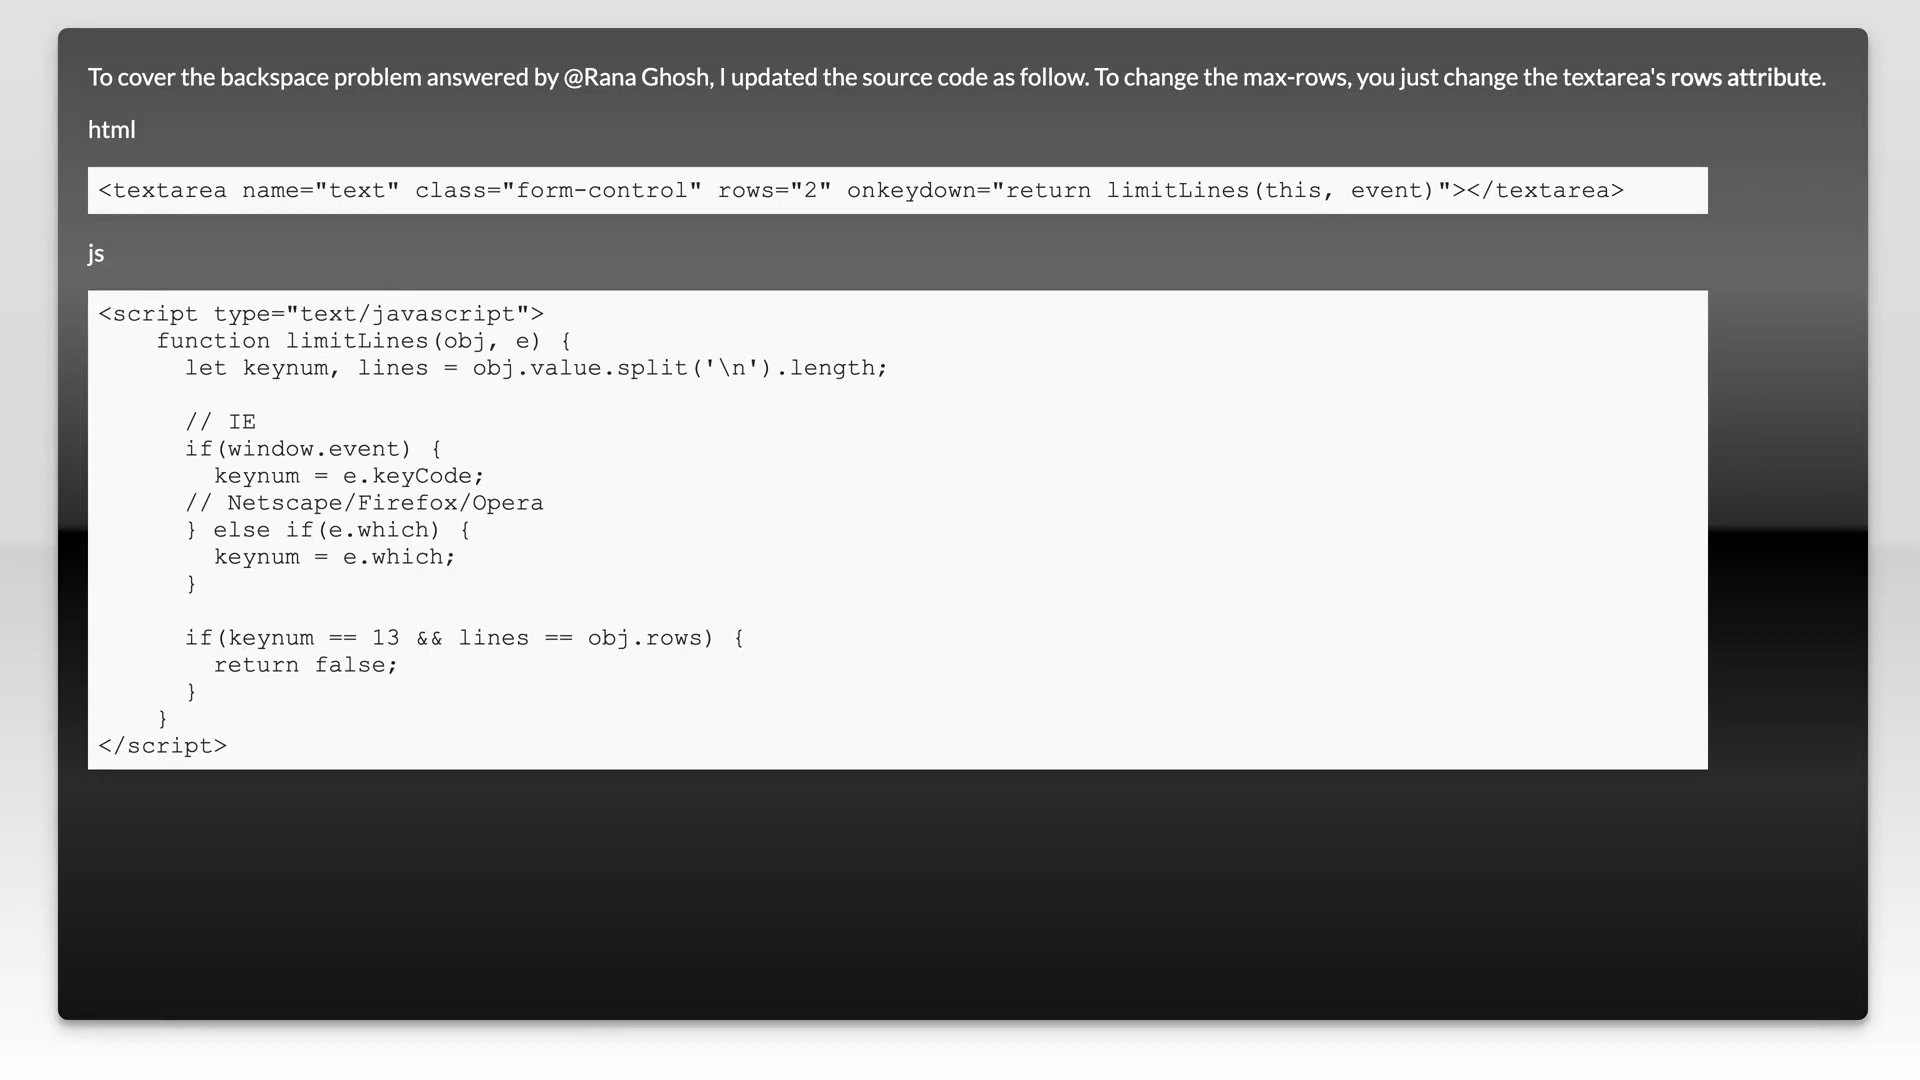 To cover the backspace problem answered by @Rana Ghosh, I updated the source code as follow. To change the max-rows, you just change the textarea's rows attribute.
html
<textarea name="text" class="form-control" rows="2" onkeydown="return limitLines(this, event)"></textarea>
js
<script type="text/javascript">
    function limitLines(obj, e) {
      let keynum, lines = obj.value.split('\n').length;

      // IE
      if(window.event) {
        keynum = e.keyCode;
      // Netscape/Firefox/Opera
      } else if(e.which) {
        keynum = e.which;
      }

      if(keynum == 13 && lines == obj.rows) {
        return false;
      }
    }
</script>